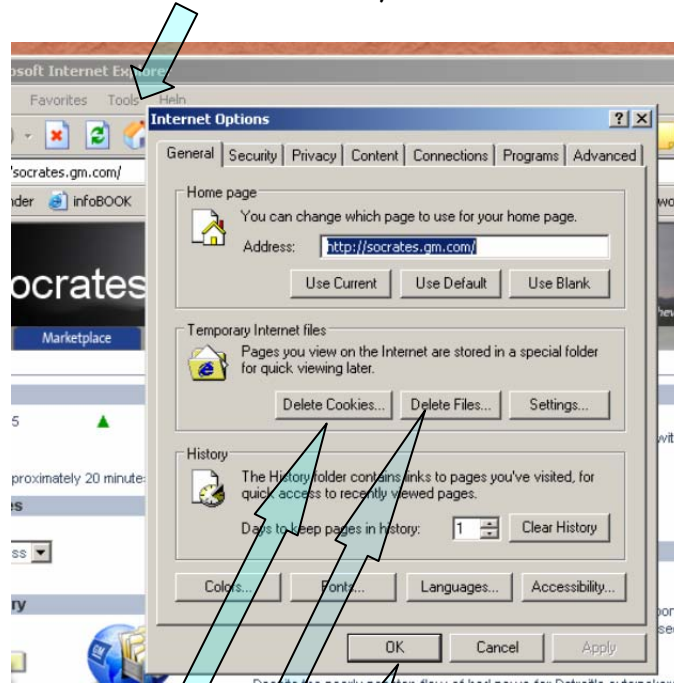 Favorites Tools Help
Internet Options
General Security Privacy Content Connections Programs Advanced
socrates.gm.com/
infoBOOK
Home page
You can change which page to use for your home page.
Address: http://socrates.gm.com/
Use Current Use Default Use Blank
ocrates
Marketplace
Temporary Internet files
Pages you view on the Internet are stored in a special folder
for quick viewing later.
Delete Cookies... Delete Files... Settings...
5
proximately 20 minute
History
The History folder contains links to pages you've visited, for
quick access to recently viewed pages.
Days to keep pages in history: 1 Clear History
ss
Colors... Fonts... Languages... Accessibility...
ry
GM
OK Cancel Apply